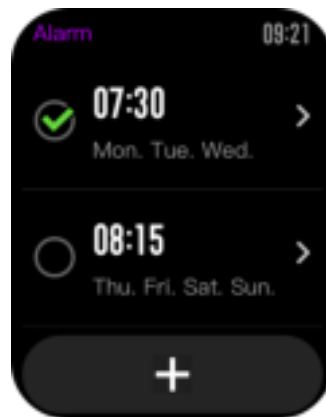 Alarm 09:21
07:30
Mon. Tue. Wed.
08:15
Thu. Fri. Sat. Sun.